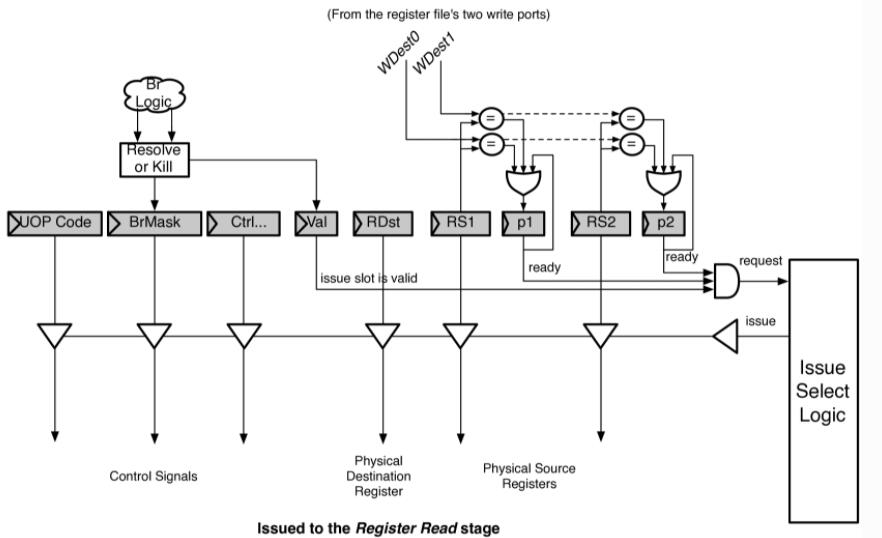 (From the register file's two write ports)
WDest0
WDest1
Br
Logic
=
=
=
=
Resolve
or Kill
UOP Code
BrMask
Ctrl...
Val
RDst
RS1
p1
RS2
p2
ready
ready
request
issue slot is valid
issue
Issue
Select
Logic
Control Signals
Physical
Destination
Register
Physical Source
Registers
Issued to the Register Read stage